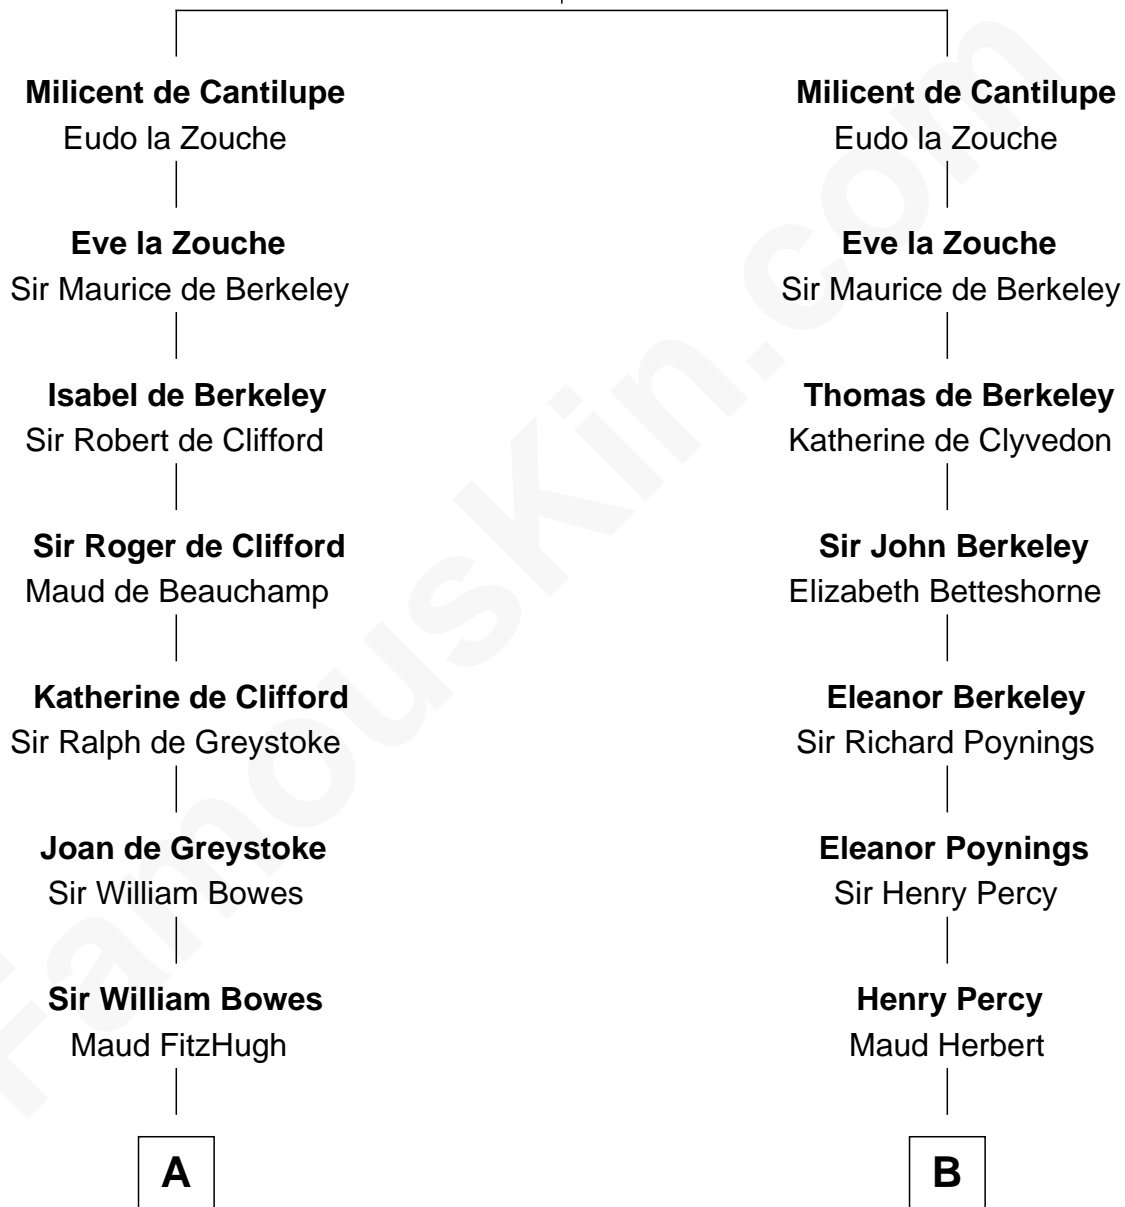 Milicent de Cantilupe
Eudo la Zouche
Eve la Zouche
Sir Maurice de Berkeley
Isabel de Berkeley
Sir Robert de Clifford
Sir Roger de Clifford
Maud de Beauchamp
Katherine de Clifford
Sir Ralph de Greystoke
Joan de Greystoke
Sir William Bowes
Sir William Bowes
Maud FitzHugh
A
Milicent de Cantilupe
Eudo la Zouche
Eve la Zouche
Sir Maurice de Berkeley
Thomas de Berkeley
Katherine de Clyvedon
Sir John Berkeley
Elizabeth Betteshorne
Eleanor Berkeley
Sir Richard Poynings
Eleanor Poynings
Sir Henry Percy
Henry Percy
Maud Herbert
B
FamousKin.com